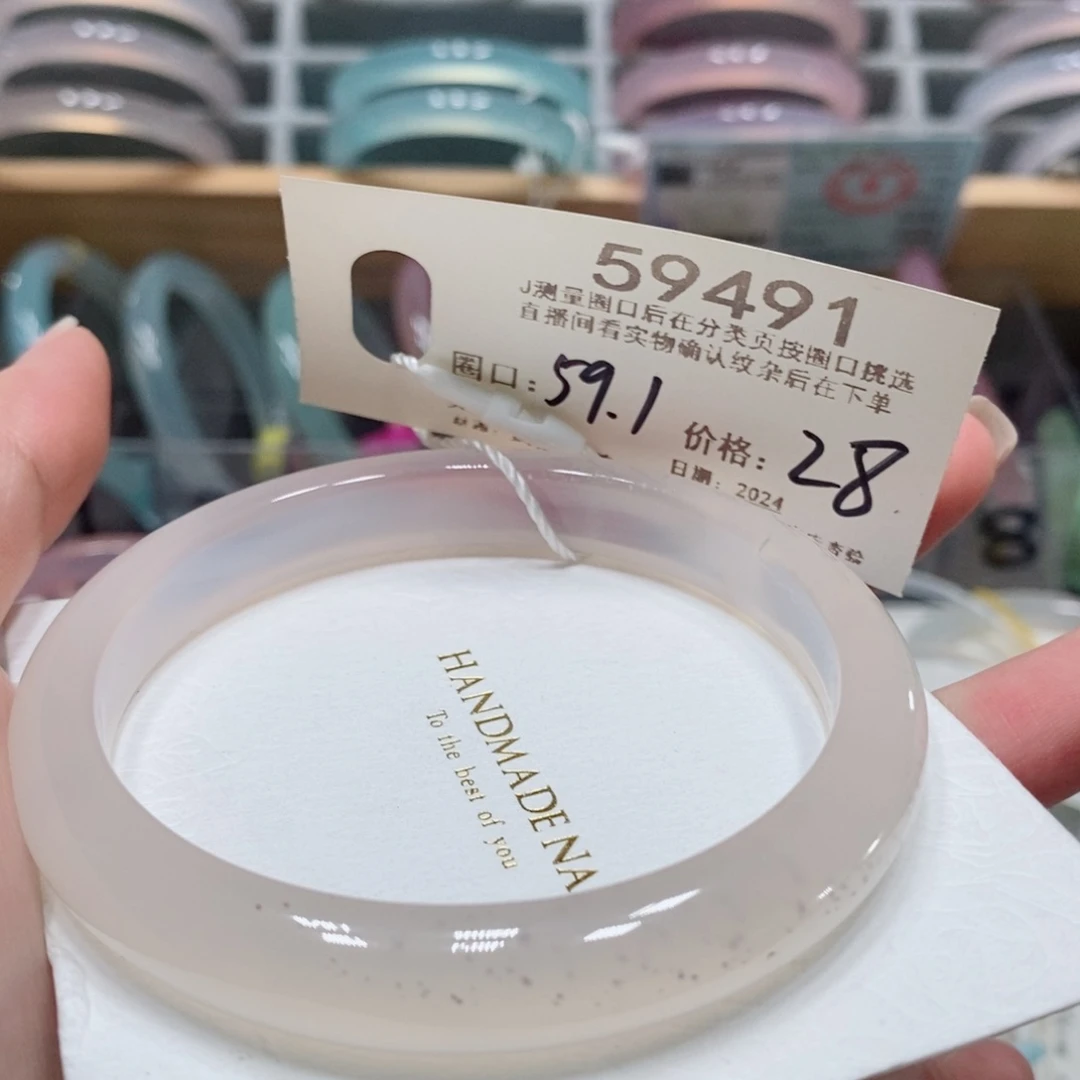 59491
J测量圈口后在分类页按圈口挑选
直播间看实物确认纹杂后在下单
圈口:59.1
价格:28
日期:2024
HANDMADE NA
To the best of you
8